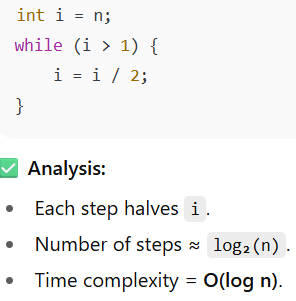 int i = n;
while (i > 1) {
    i = i / 2;
}
✅ Analysis:
• Each step halves i.
• Number of steps ≈ log₂(n).
• Time complexity = O(log n).